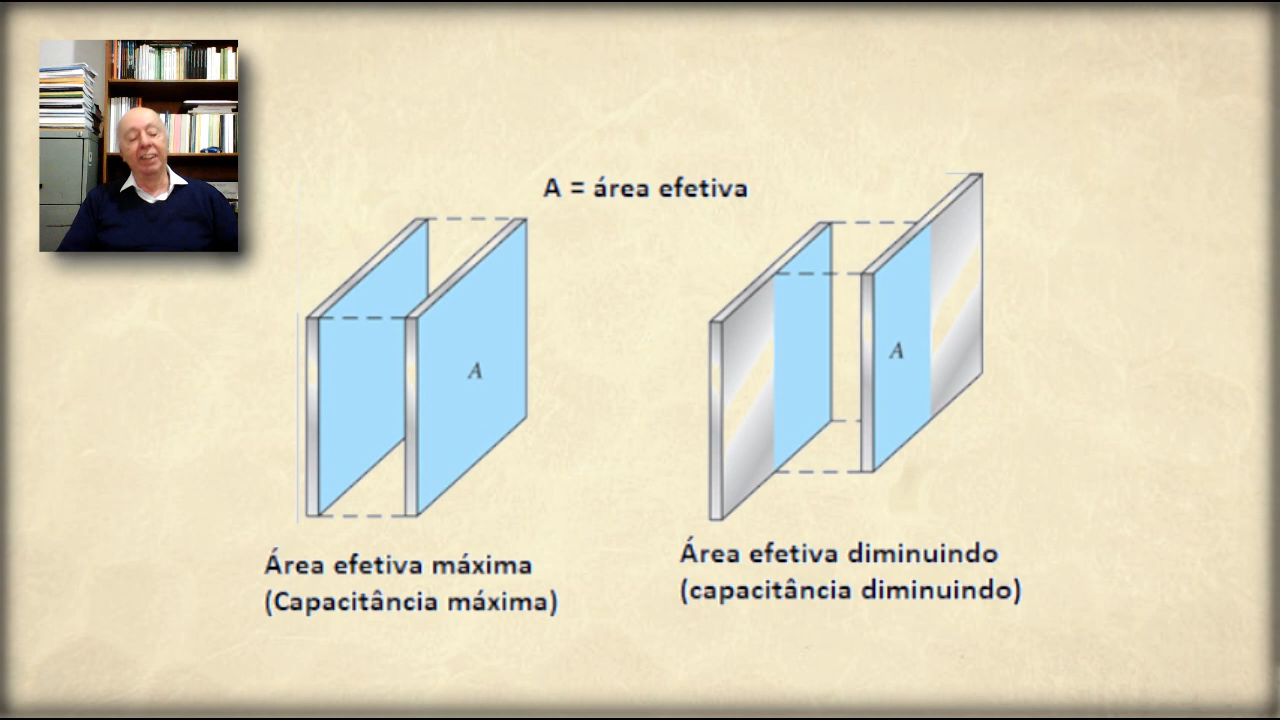 A = área efetiva
A
A
Área efetiva máxima
(Capacitância máxima)
Área efetiva diminuindo
(capacitância diminuindo)